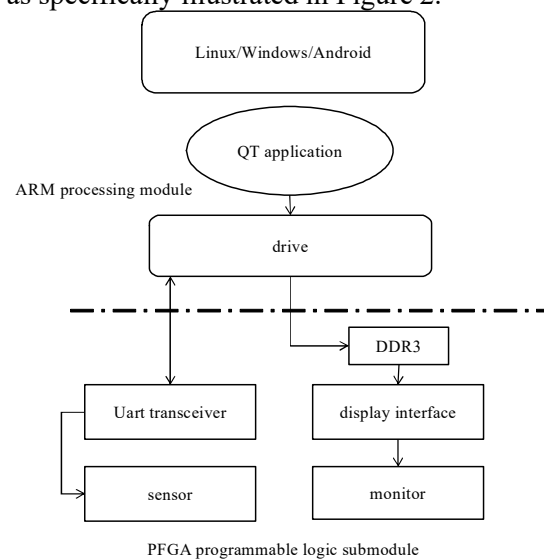 as specifically illustrated in Figure 2.
Linux/Windows/Android
QT application
ARM processing module
drive
DDR3
Uart transceiver
display interface
sensor
monitor
PFGA programmable logic submodule